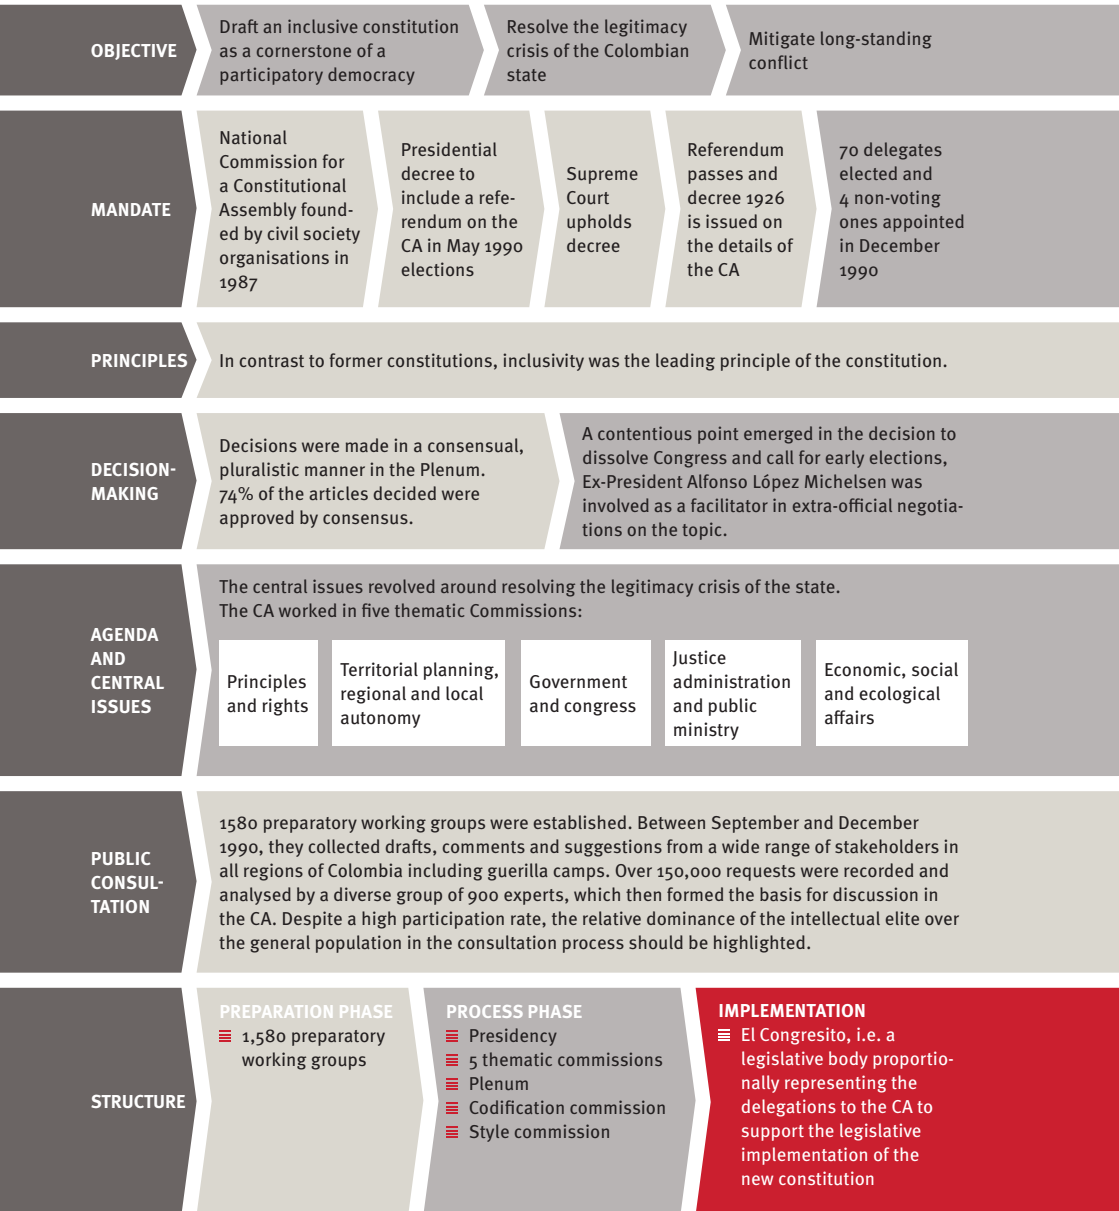 OBJECTIVE
Draft an inclusive constitution
as a cornerstone of a
participatory democracy
Resolve the legitimacy
crisis of the Colombian
state
Mitigate long-standing
conflict
MANDATE
National
Commission for
a Constitutional
Assembly found-
ed by civil society
organisations in
1987
Presidential
decree to
include a refe-
rendum on the
CA in May 1990
elections
Supreme
Court
upholds
decree
Referendum
passes and
decree 1926
is issued on
the details of
the CA
70 delegates
elected and
4 non-voting
ones appointed
in December
1990
PRINCIPLES
In contrast to former constitutions, inclusivity was the leading principle of the constitution.
DECISION-
MAKING
Decisions were made in a consensual,
pluralistic manner in the Plenum.
74% of the articles decided were
approved by consensus.
A contentious point emerged in the decision to
dissolve Congress and call for early elections,
Ex-President Alfonso López Michelsen was
involved as a facilitator in extra-official negotia-
tions on the topic.
AGENDA
AND
CENTRAL
ISSUES
The central issues revolved around resolving the legitimacy crisis of the state.
The CA worked in five thematic Commissions:
Principles
and rights
Territorial planning,
regional and local
autonomy
Government
and congress
Justice
administration
and public
ministry
Economic, social
and ecological
affairs
PUBLIC
CONSUL-
TATION
1580 preparatory working groups were established. Between September and December
1990, they collected drafts, comments and suggestions from a wide range of stakeholders in
all regions of Colombia including guerilla camps. Over 150,000 requests were recorded and
analysed by a diverse group of 900 experts, which then formed the basis for discussion in
the CA. Despite a high participation rate, the relative dominance of the intellectual elite over
the general population in the consultation process should be highlighted.
STRUCTURE
PREPARATION PHASE
1,580 preparatory
working groups
PROCESS PHASE
Presidency
5 thematic commissions
Plenum
Codification commission
Style commission
IMPLEMENTATION
El Congresito, i.e. a
legislative body proportio-
nally representing the
delegations to the CA to
support the legislative
implementation of the
new constitution